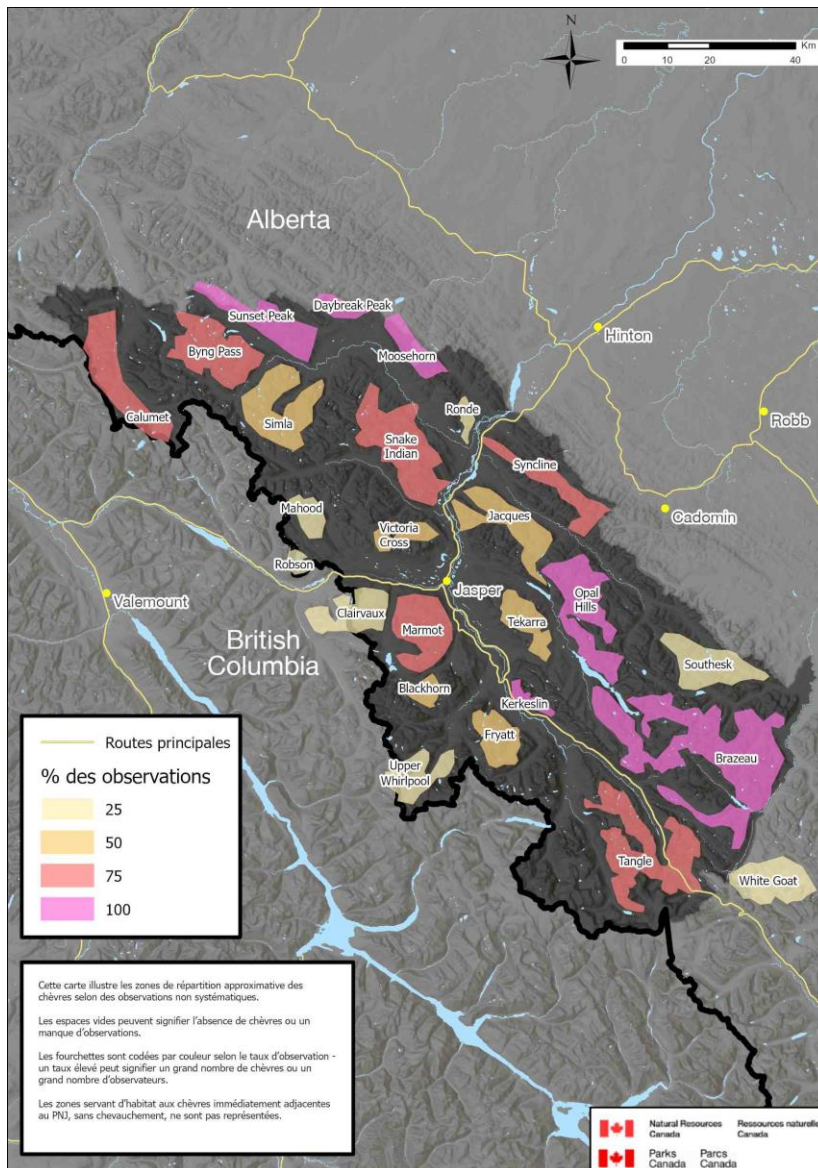 N
Km
0 10 20 40
Alberta
Sunset Peak
Daybreak Peak
Moosehorn
Byng Pass
Hinton
Calumet
Simla
Ronde
Snake
Indian
Robb
Syncline
Mahood
Victoria
Cross
Jacques
Cadomin
Robson
Jasper
Valemount
Opal
Hills
Clairvaux
Marmot
Tekarra
British
Columbia
Southesk
Blackhorn
Kerkeslin
Fryatt
Brazeau
Upper
Whirlpool
Tangle
White Goat
Routes principales
% des observations
25
50
75
100
Cette carte illustre les zones de répartition approximative des
chèvres selon des observations non systématiques.
Les espaces vides peuvent signifier l'absence de chèvres ou un
manque d'observations.
Les fourchettes sont codées par couleur selon le taux d'observation -
un taux élevé peut signifier un grand nombre de chèvres ou un
grand nombre d'observateurs.
Les zones servant d'habitat aux chèvres immédiatement adjacentes
au PNJ, sans chevauchement, ne sont pas représentées.
Natural Resources Ressources naturelle
Canada Canada
Parks Parcs
Canada Canada